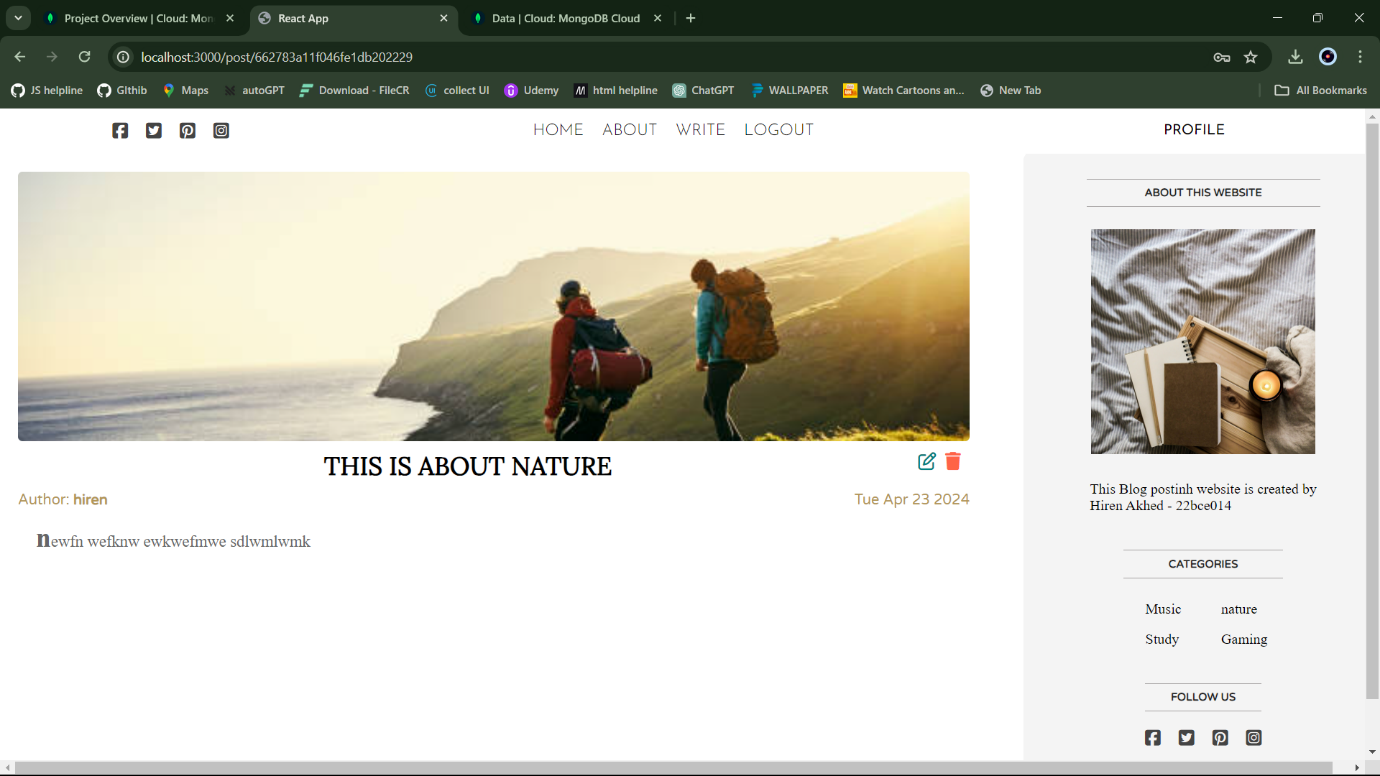 Project Overview | Cloud: Mon
React App
Data | Cloud: MongoDB Cloud
localhost:3000/post/662783a11f046fe1db202229
JS helpline
GIthib
Maps
autoGPT
Download - FileCR
collect UI
Udemy
html helpline
ChatGPT
WALLPAPER
Watch Cartoons an...
New Tab
All Bookmarks
HOME ABOUT WRITE LOGOUT
PROFILE
THIS IS ABOUT NATURE
Author: hiren
Tue Apr 23 2024
newfn wefknw ewkwefmwe sdlwmlwmk
ABOUT THIS WEBSITE
This Blog postinh website is created by
Hiren Akhed - 22bce014
CATEGORIES
Music nature
Study Gaming
FOLLOW US